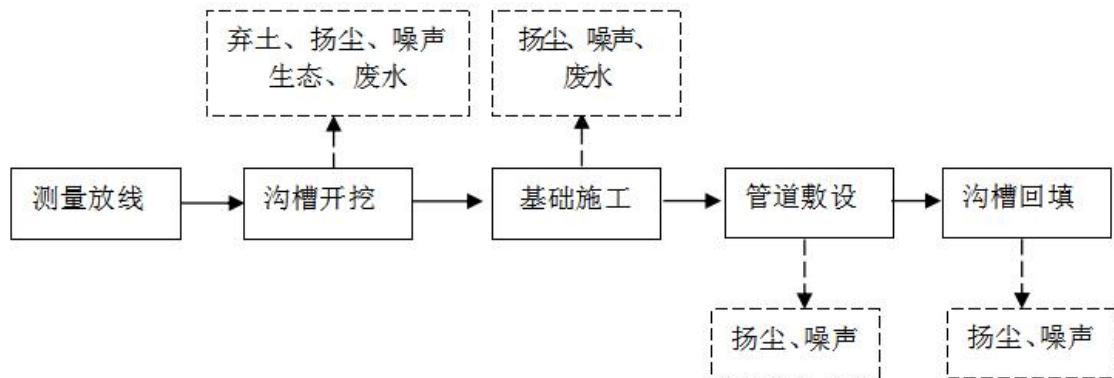 弃土、扬尘、噪声
生态、废水
扬尘、噪声、
废水
测量放线
沟槽开挖
基础施工
管道敷设
沟槽回填
扬尘、噪声
扬尘、噪声